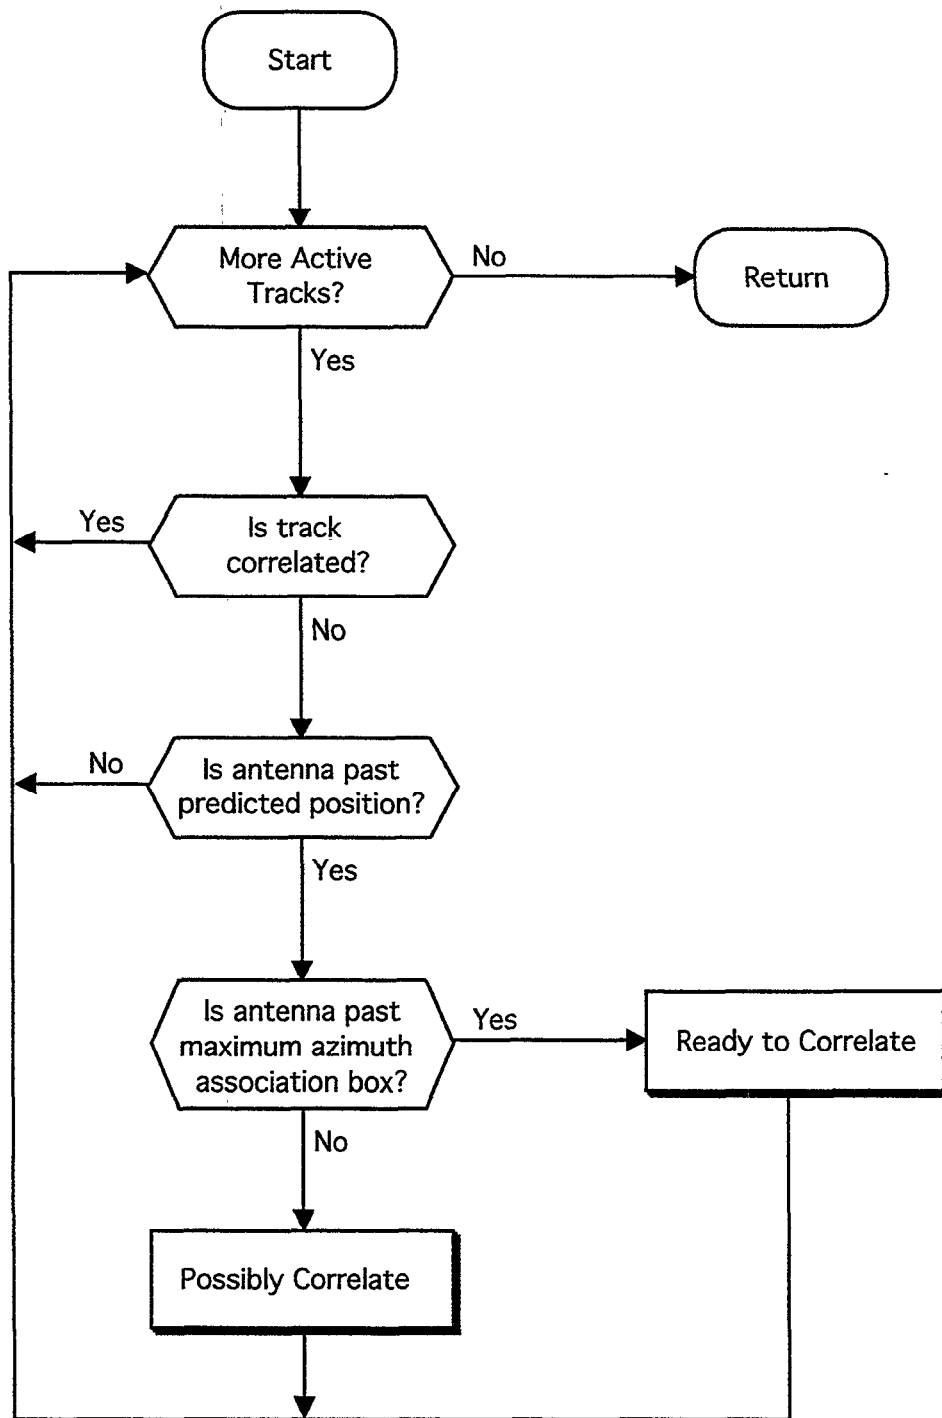 Start
More Active
Tracks?
No
Return
Yes
Yes
Is track
correlated?
No
No
Is antenna past
predicted position?
Yes
Is antenna past
maximum azimuth
association box?
Yes
Ready to Correlate
No
Possibly Correlate